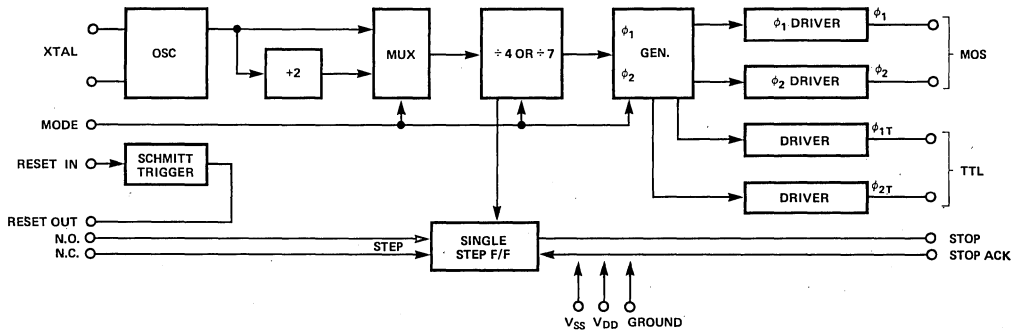 XTAL
OSC
+2
MUX
÷4 OR ÷7
ϕ1
GEN.
ϕ2
ϕ1 DRIVER
ϕ1
ϕ2 DRIVER
ϕ2
MOS
MODE
DRIVER
ϕ1T
DRIVER
ϕ2T
TTL
RESET IN
SCHMITT
TRIGGER
RESET OUT
N.O.
N.C.
STEP
SINGLE
STEP F/F
STOP
STOP ACK
VSS
VDD
GROUND